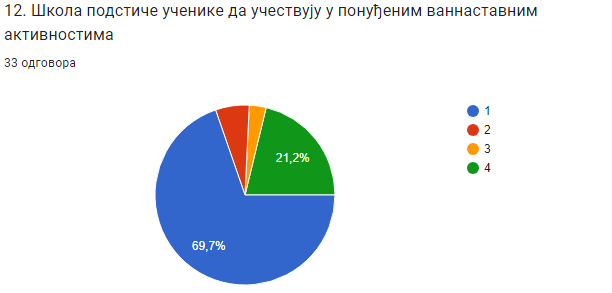 12. Школа подстиче ученике да учествују у понуђеним ваннаставним
активностима
33 одговора
1
2
3
4
21,2%
69,7%